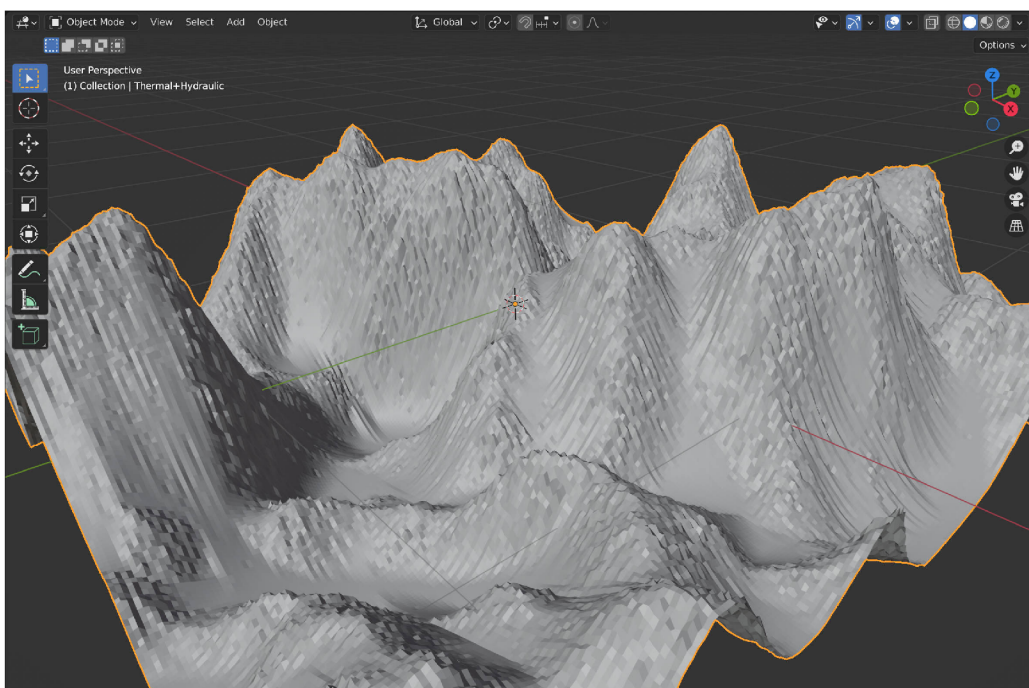 Object Mode View Select Add Object Global
Options
User Perspective
(1) Collection | Thermal+Hydraulic
Z
Y
X